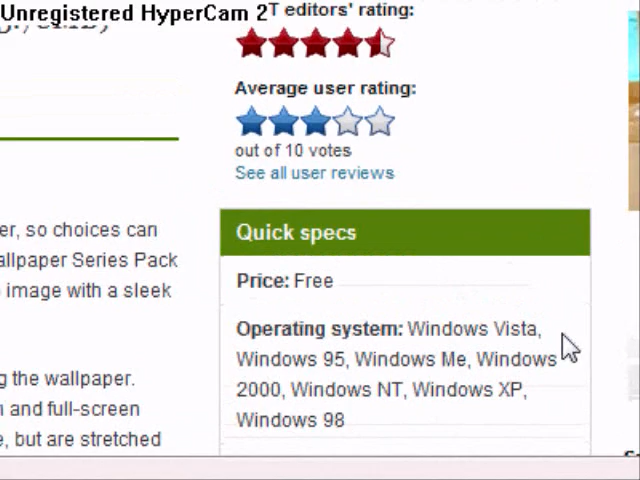 Unregistered HyperCam 2
T editors' rating:
Average user rating:
out of 10 votes
See all user reviews
er, so choices can
allpaper Series Pack
image with a sleek
g the wallpaper.
and full-screen
, but are stretched
Quick specs
Price: Free
Operating system: Windows Vista,
Windows 95, Windows Me, Windows
2000, Windows NT, Windows XP,
Windows 98